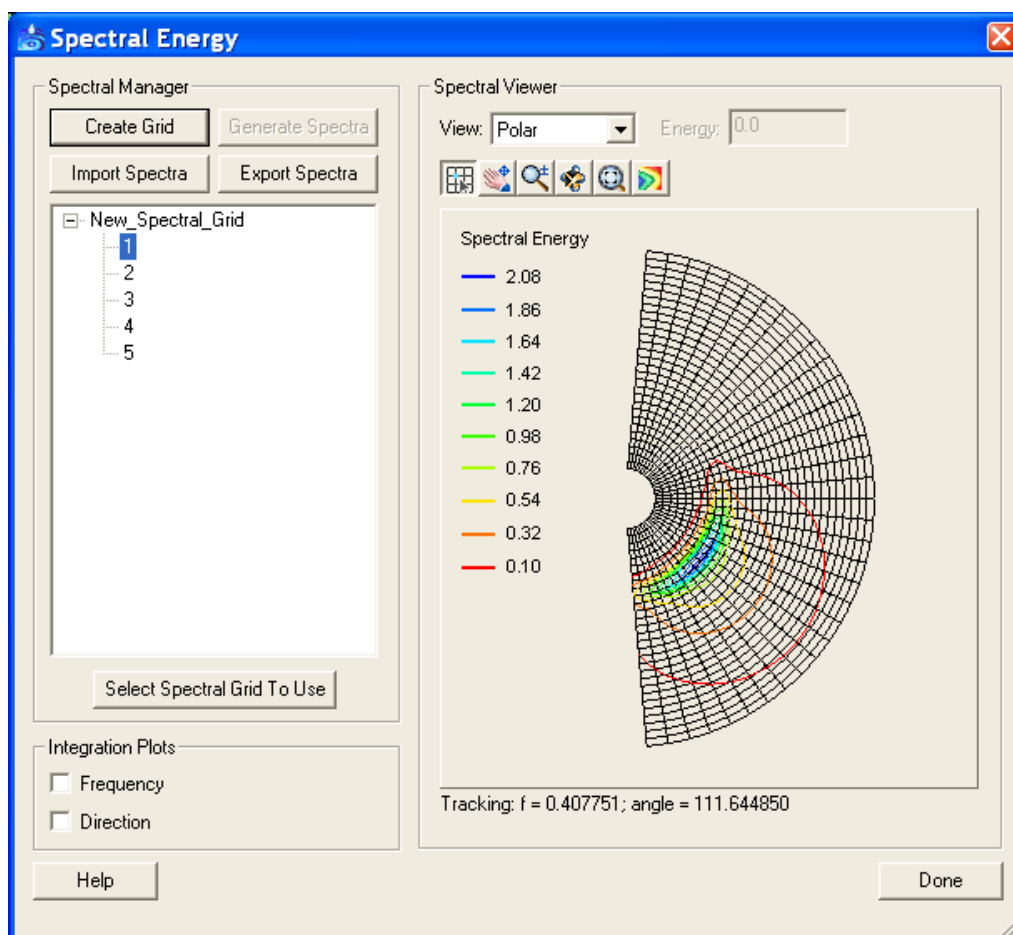 Spectral Energy
Spectral Manager
Create Grid
Generate Spectra
Import Spectra
Export Spectra
New_Spectral_Grid
1
2
3
4
5
Select Spectral Grid To Use
Integration Plots
Frequency
Direction
Help
Spectral Viewer
View: Polar
Energy: 0.0
Spectral Energy
2.08
1.86
1.64
1.42
1.20
0.98
0.76
0.54
0.32
0.10
Tracking: f = 0.407751; angle = 111.644850
Done